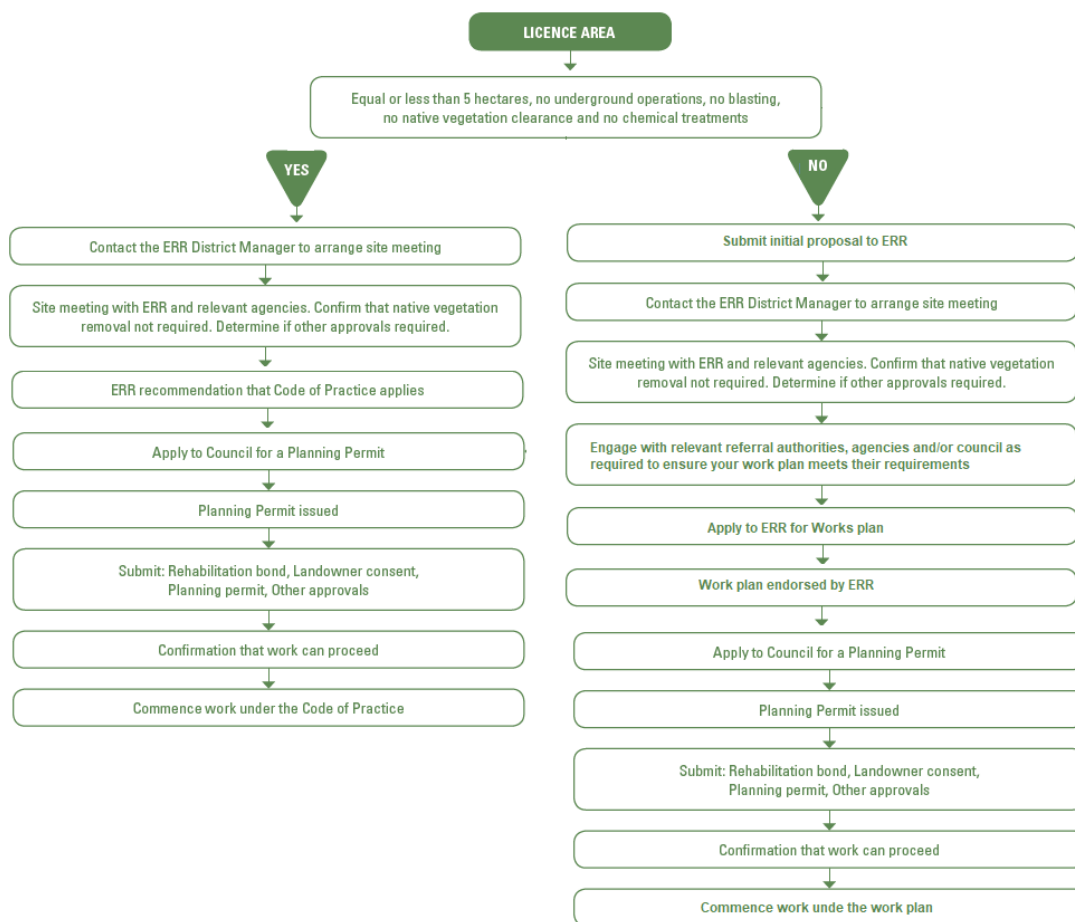 LICENCE AREA
Equal or less than 5 hectares, no underground operations, no blasting,
no native vegetation clearance and no chemical treatments
YES
Contact the ERR District Manager to arrange site meeting
Site meeting with ERR and relevant agencies. Confirm that native vegetation
removal not required. Determine if other approvals required.
ERR recommendation that Code of Practice applies
Apply to Council for a Planning Permit
Planning Permit issued
Submit: Rehabilitation bond, Landowner consent,
Planning permit, Other approvals
Confirmation that work can proceed
Commence work under the Code of Practice
NO
Submit initial proposal to ERR
Contact the ERR District Manager to arrange site meeting
Site meeting with ERR and relevant agencies. Confirm that native vegetation
removal not required. Determine if other approvals required.
Engage with relevant referral authorities, agencies and/or council as
required to ensure your work plan meets their requirements
Apply to ERR for Works plan
Work plan endorsed by ERR
Apply to Council for a Planning Permit
Planning Permit issued
Submit: Rehabilitation bond, Landowner consent,
Planning permit, Other approvals
Confirmation that work can proceed
Commence work unde the work plan